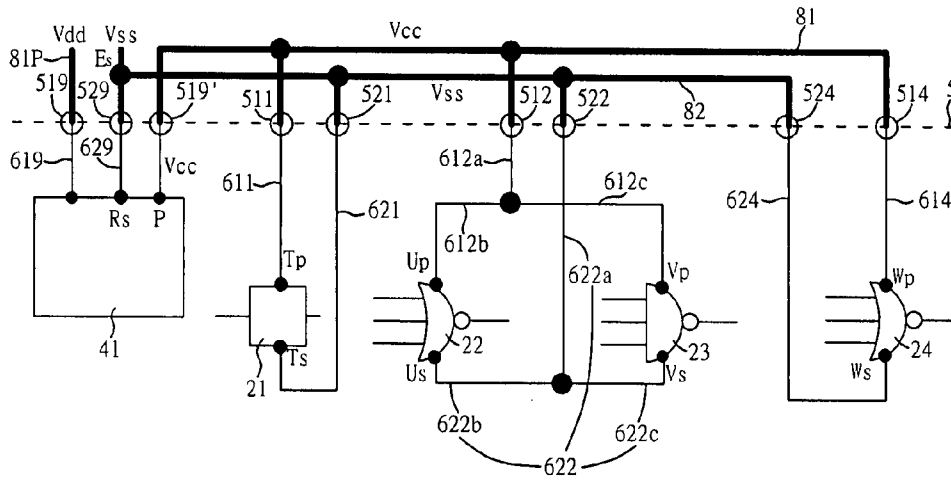 Vdd Vss Vcc 81
81P Es
519 529 519' 511 521 Vss 512 522 82 524 514
619 629 Vcc 611 621 612a 612c 624 614
Rs P 612b 622a
Tp Up Vp Wp
41 21 Ts 22 23 24
Us Vs Ws
622b 622 622c